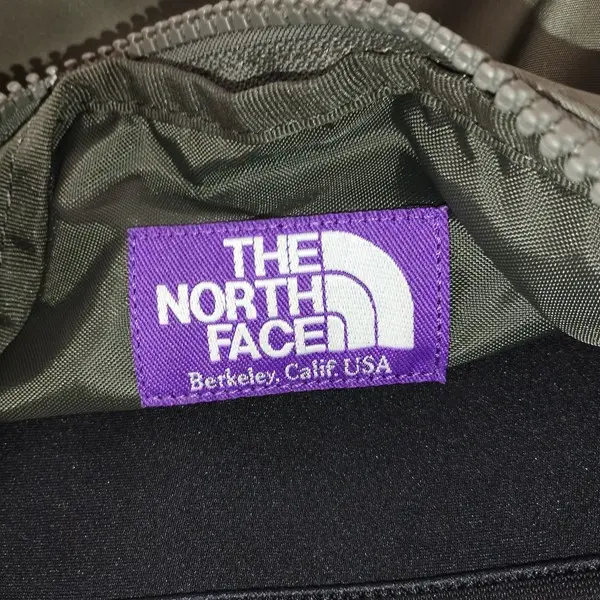 THE
NORTH
FACE
Berkeley, Calif. USA